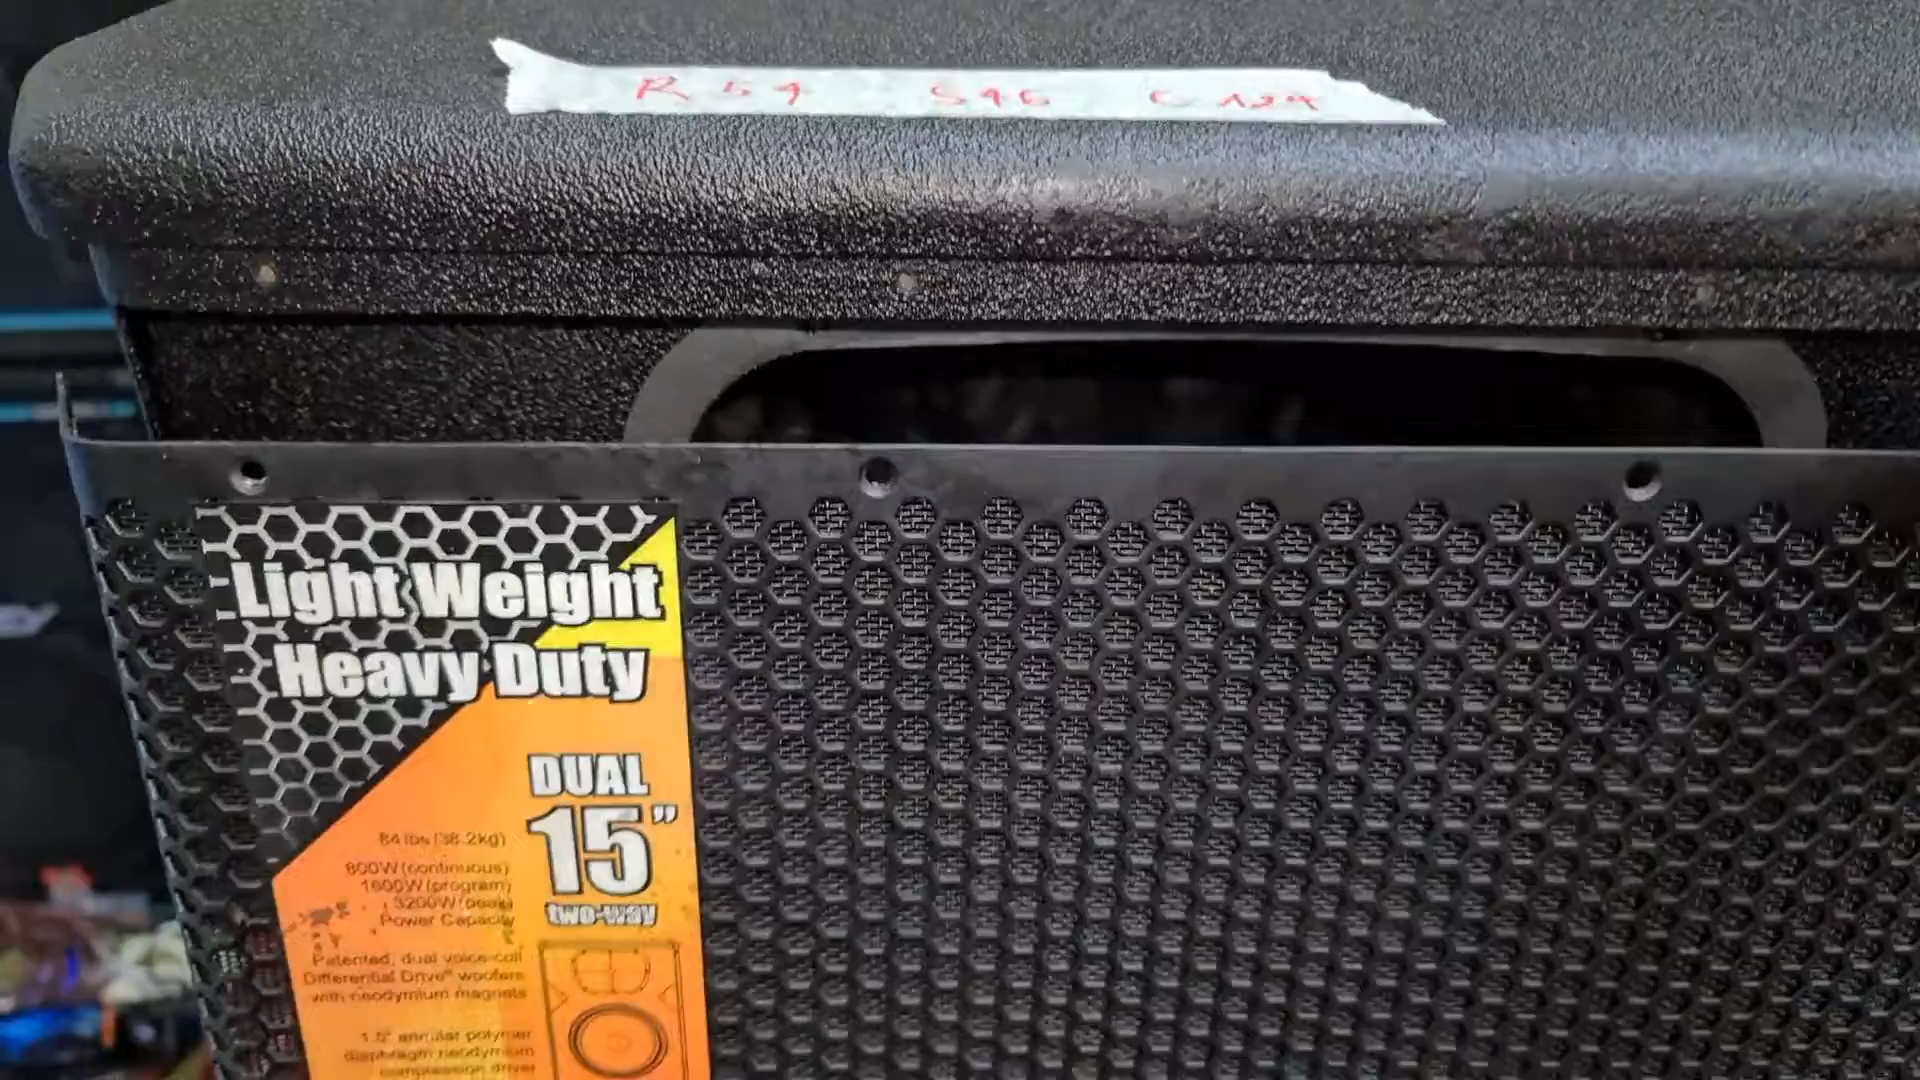 Light Weight
Heavy Duty
DUAL
15"
two-way
84 lbs (38.2kg)
800W (continuous)
1600W (program)
3200W (peak)
Power Capacity
Patented, dual voice-coil
Differential Drive® woofers
with neodymium magnets
1.5" annular polymer
diaphragm neodymium
compression driver